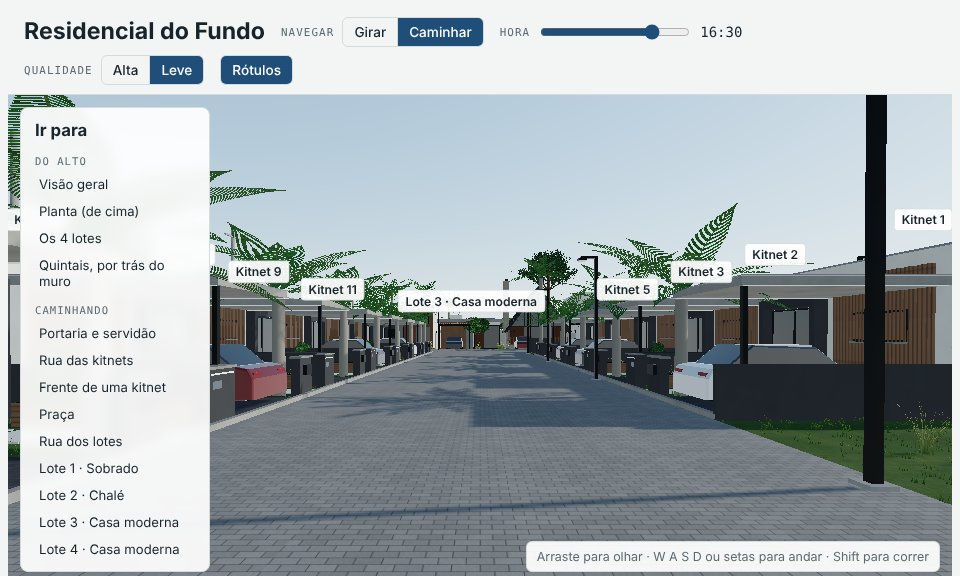 Residencial do Fundo
NAVEGAR
Girar
Caminhar
HORA
16:30
QUALIDADE
Alta
Leve
Rótulos
Ir para
DO ALTO
Visão geral
Planta (de cima)
Os 4 lotes
Quintais, por trás do
muro
CAMINHANDO
Portaria e servidão
Rua das kitnets
Frente de uma kitnet
Praça
Rua dos lotes
Lote 1 · Sobrado
Lote 2 · Chalé
Lote 3 · Casa moderna
Lote 4 · Casa moderna
Kitnet 9
Kitnet 11
Lote 3 · Casa moderna
Kitnet 5
Kitnet 3
Kitnet 2
Kitnet 1
Arraste para olhar · W A S D ou setas para andar · Shift para correr